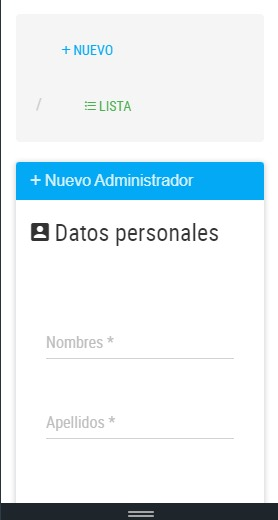 + NUEVO
/
LISTA
+ Nuevo Administrador
Datos personales
Nombres *
Apellidos *